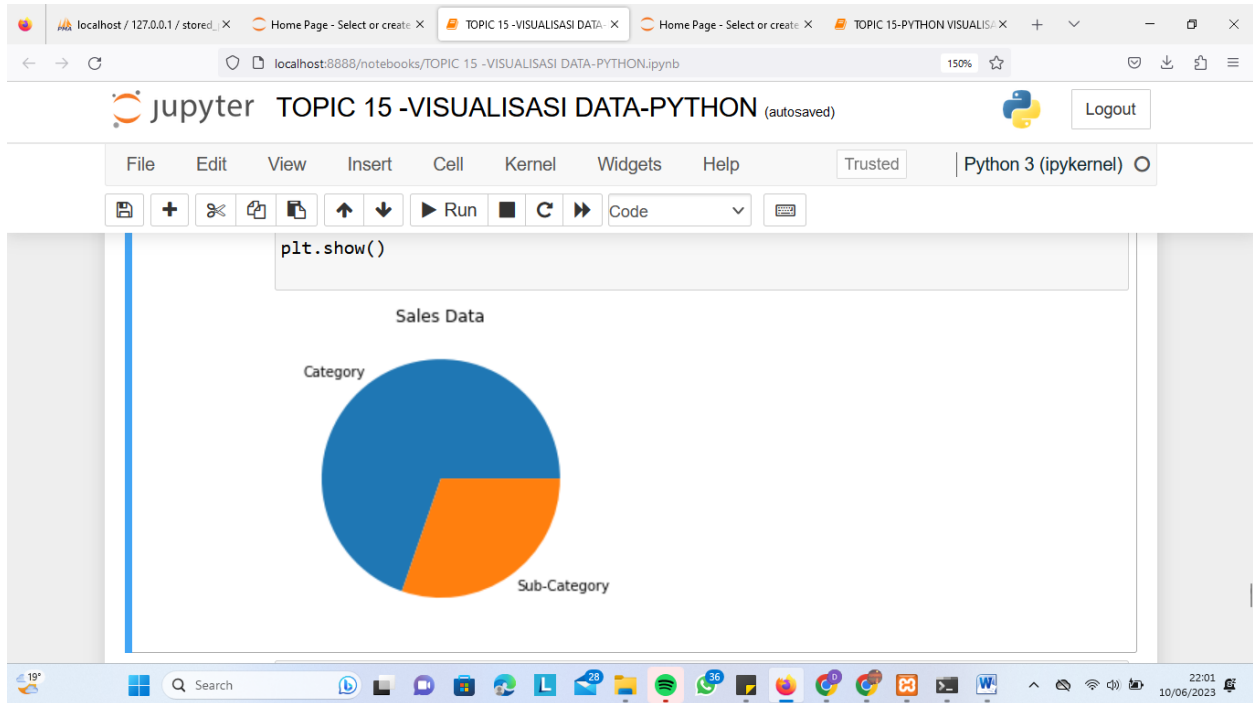 localhost / 127.0.0.1 / stored_
Home Page - Select or create
TOPIC 15 -VISUALISASI DATA-
Home Page - Select or create
TOPIC 15-PYTHON VISUALISA
localhost:8888/notebooks/TOPIC 15 -VISUALISASI DATA-PYTHON.ipynb
150%
jupyter TOPIC 15 -VISUALISASI DATA-PYTHON (autosaved)
Logout
File Edit View Insert Cell Kernel Widgets Help
Trusted
Python 3 (ipykernel)
Run
Code
plt.show()
Sales Data
Category
Sub-Category
19°
Search
L
28
36
D
W
22:01
10/06/2023